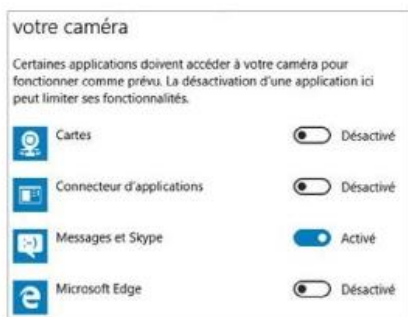 votre caméra
Certaines applications doivent accéder à votre caméra pour
fonctionner comme prévu. La désactivation d'une application ici
peut limiter ses fonctionnalités.
Cartes Désactivé
Connecteur d'applications Désactivé
Messages et Skype Activé
Microsoft Edge Désactivé